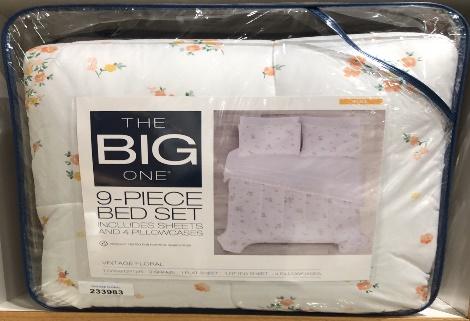 THE
BIG
ONE®
9-PIECE
BED SET
INCLUDES SHEETS
AND 4 PILLOWCASES
VINTAGE FLORAL
233983